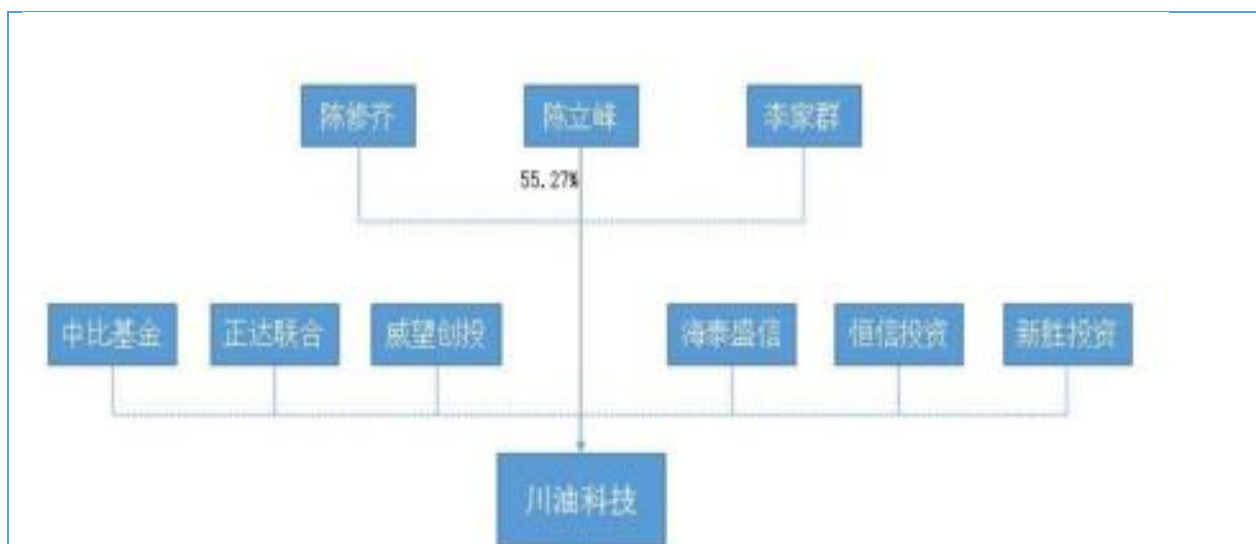 陈修芥 陈立峰 李家群
55.27%
中比基金 正达联合 威望创投 海泰盛信 恒信投资 新胜投资
川油科技